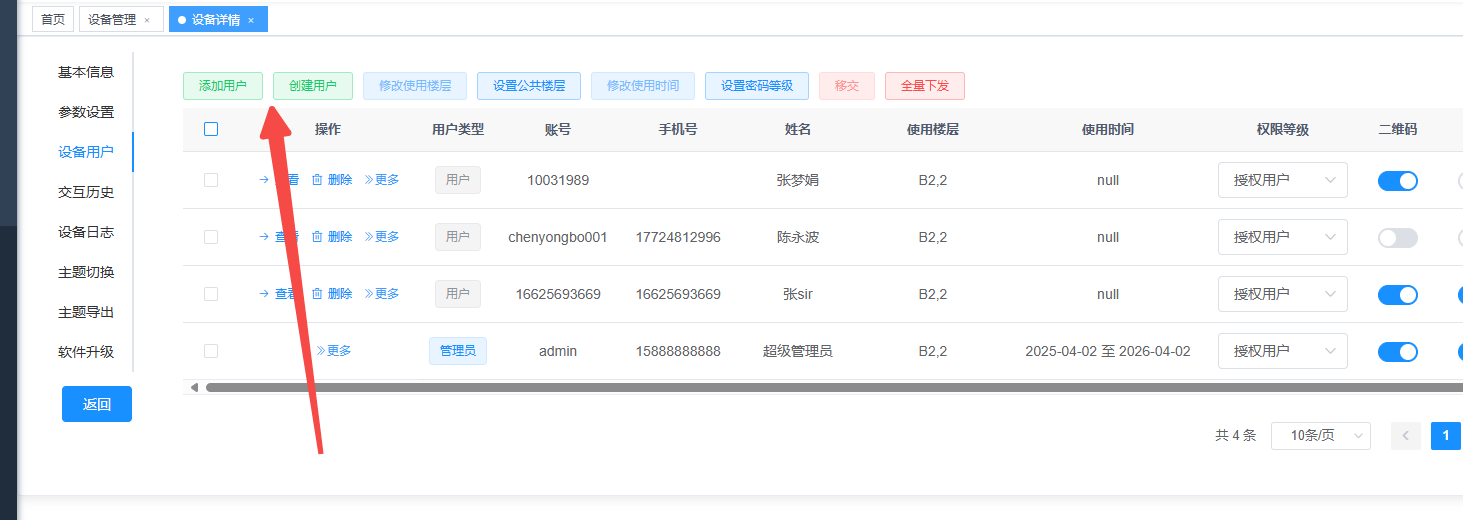 首页 设备管理 × 设备详情 ×
基本信息
参数设置
设备用户
交互历史
设备日志
主题切换
主题导出
软件升级
返回
添加用户 创建用户 修改使用楼层 设置公共楼层 修改使用时间 设置密码等级 移交 全量下发
操作 用户类型 账号 手机号 姓名 使用楼层 使用时间 权限等级 二维码
看 删除 更多 用户 10031989 张梦娟 B2,2 null 授权用户
查看 删除 更多 用户 chenyongbo001 17724812996 陈永波 B2,2 null 授权用户
查看 删除 更多 用户 16625693669 16625693669 张sir B2,2 null 授权用户
更多 管理员 admin 15888888888 超级管理员 B2,2 2025-04-02 至 2026-04-02 授权用户
共 4 条 10条/页 1